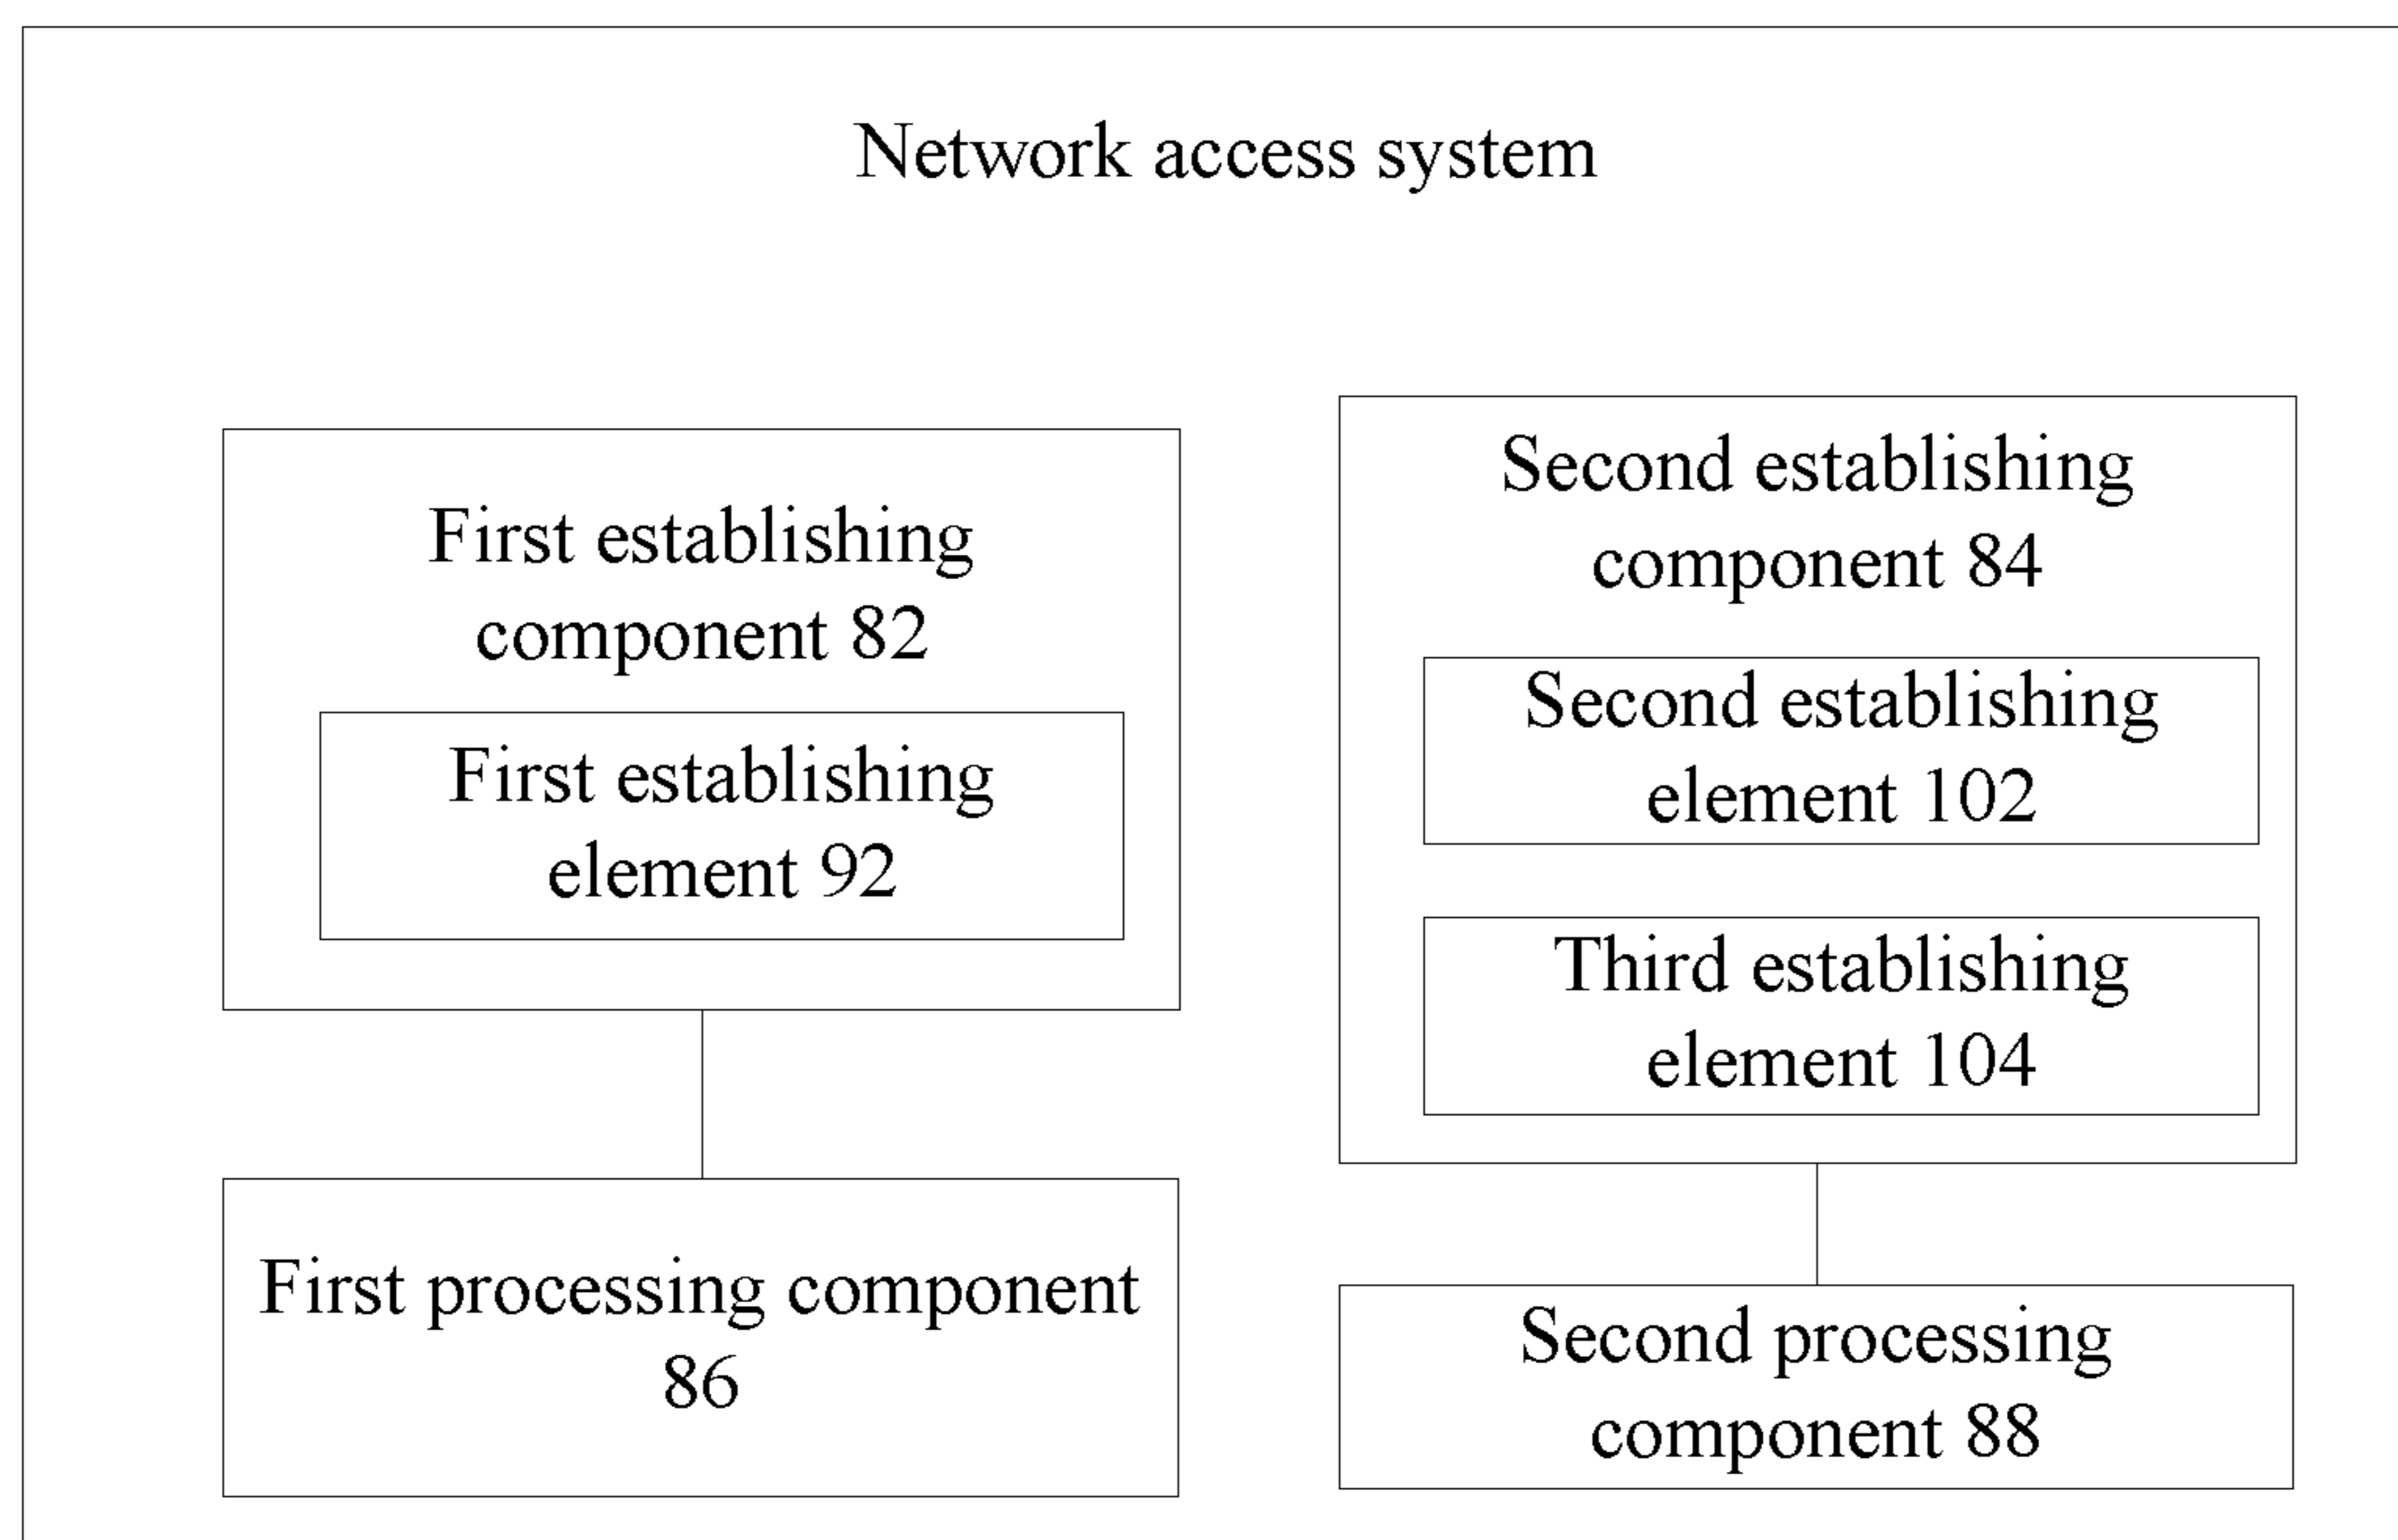 Network access system
First establishing
component 82
First establishing
element 92
First processing component
86
Second establishing
component 84
Second establishing
element 102
Third establishing
element 104
Second processing
component 88